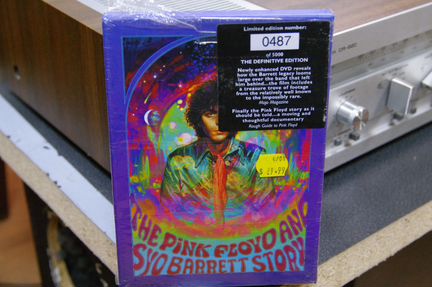 Limited edition number:
0487
of 5000
THE DEFINITIVE EDITION
Newly enhanced DVD reveals
how the Barrett legacy looms
large over the band that left
him behind...the film includes
a treasure trove of footage
from the relatively well known
to the impossibly rare.
Mojo Magazine
Finally the Pink Floyd story as it
should be told...a moving and
thoughtful documentary
Rough Guide to Pink Floyd
THE PINK FLOYD AND
SYD BARRETT STORY